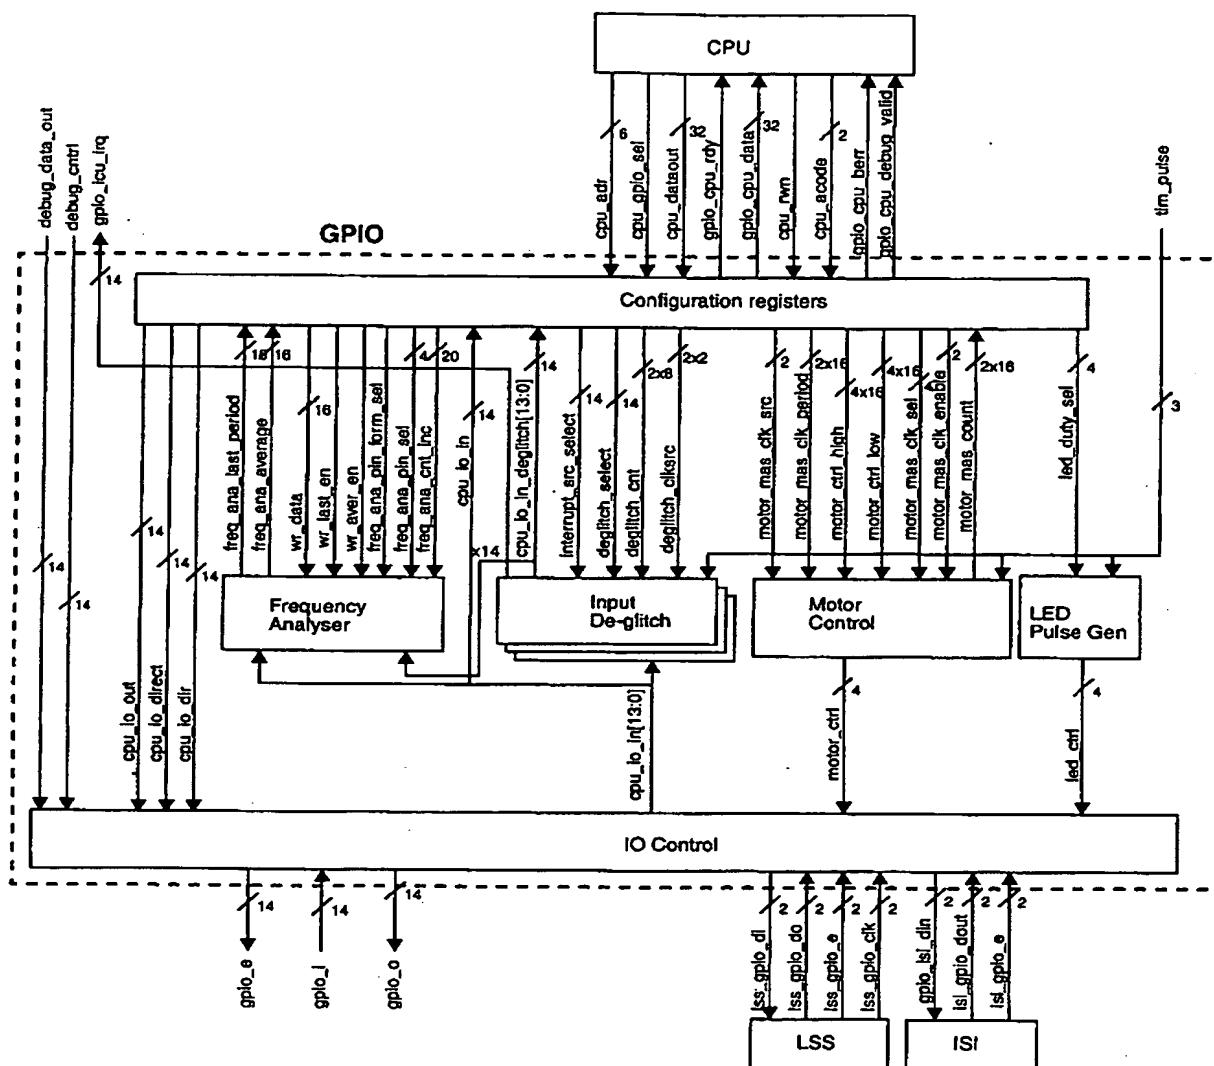 CPU
debug_data_out
debug_cntrl
gpio_icu_irq
tim_pulse
6
32
32
2
cpu_adr
cpu_gpio_sel
cpu_dataout
gpio_cpu_rdy
gpio_cpu_data
cpu_rwn
cpu_acode
gpio_cpu_berr
gpio_cpu_debug_valid
GPIO
14
Configuration registers
16
16
4
20
14
2x8
2x2
2
2x16
4x16
4x16
4
2
2x16
4
3
16
14
14
14
freq_ana_last_period
freq_ana_average
wr_data
wr_last_en
wr_aver_en
freq_ana_pin_form_sel
freq_ana_pin_sel
freq_ana_cnt_inc
cpu_io_in
cpu_io_in_deglitch[13:0]
interrupt_src_select
deglitch_select
deglitch_cnt
deglitch_clksrc
motor_mas_clk_src
motor_mas_clk_period
motor_ctrl_high
motor_ctrl_low
motor_mas_clk_sel
motor_mas_clk_enable
motor_mas_count
led_duty_sel
14
14
14
14
14
x14
Frequency
Analyser
Input
De-glitch
Motor
Control
LED
Pulse Gen
cpu_io_out
cpu_io_direct
cpu_io_dir
cpu_io_in[13:0]
4
motor_ctrl
4
led_ctrl
IO Control
14
14
14
2
2
2
2
2
2
2
gpio_e
gpio_i
gpio_o
lss_gpio_di
lss_gpio_do
lss_gpio_e
lss_gpio_clk
gpio_isi_din
isi_gpio_dout
isi_gpio_e
LSS
ISI